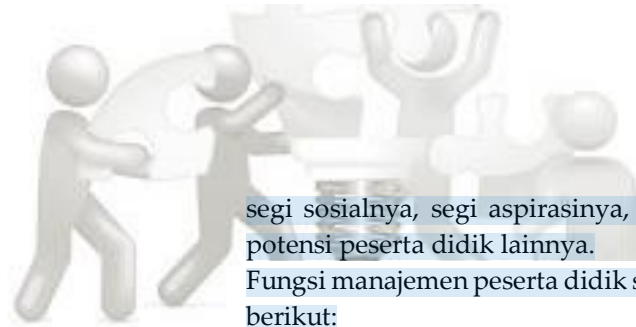 segi sosialnya, segi aspirasinya,
potensi peserta didik lainnya.
Fungsi manajemen peserta didik s
berikut: